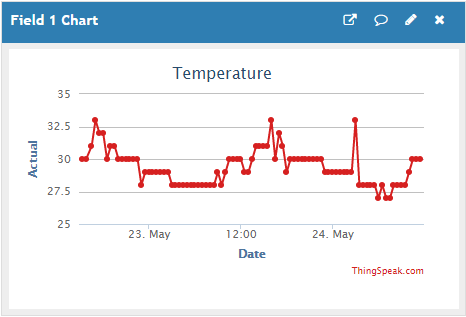 Field 1 Chart
Temperature
35
32.5
30
27.5
25
Actual
23. May
12:00
24. May
Date
ThingSpeak.com